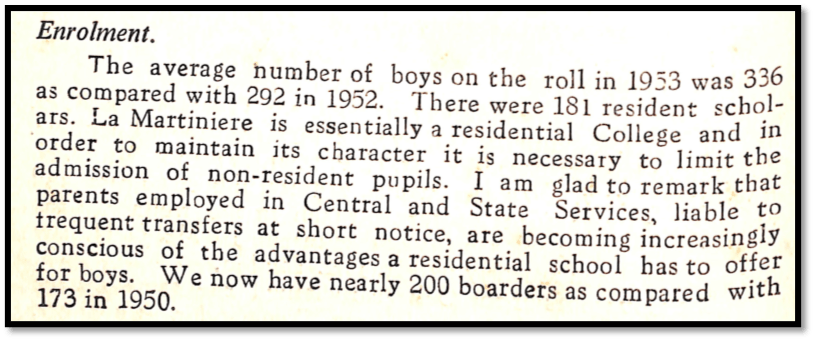 Enrolment.
The average number of boys on the roll in 1953 was 336
as compared with 292 in 1952. There were 181 resident schol-
ars. La Martiniere is essentially a residential College and in
order to maintain its character it is necessary to limit the
admission of non-resident pupils. I am glad to remark that
parents employed in Central and State Services, liable to
frequent transfers at short notice, are becoming increasingly
conscious of the advantages a residential school has to offer
for boys. We now have nearly 200 boarders as compared with
173 in 1950.